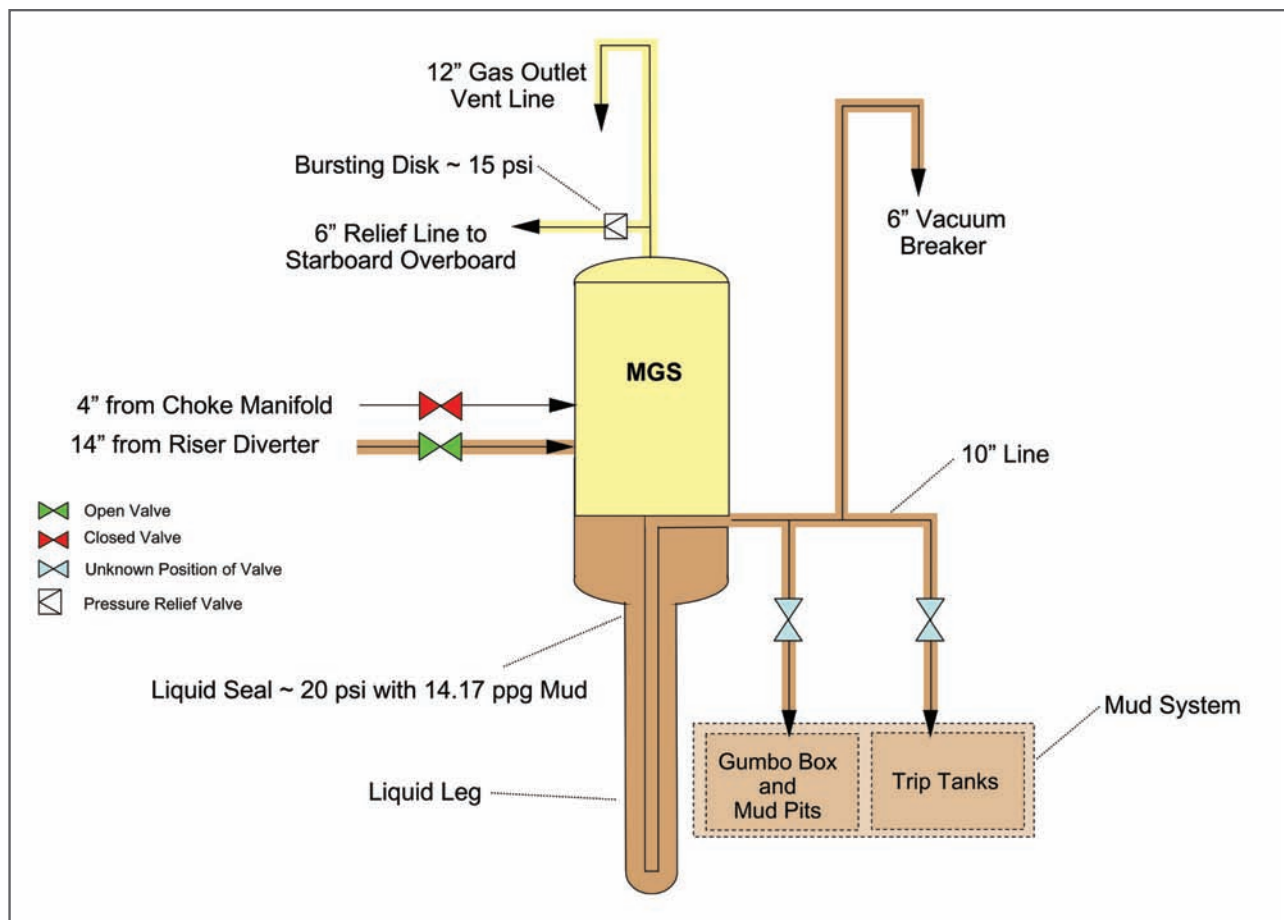 12” Gas Outlet
Vent Line
Bursting Disk ~ 15 psi
6” Relief Line to
Starboard Overboard
6” Vacuum
Breaker
MGS
4” from Choke Manifold
14” from Riser Diverter
10” Line
Open Valve
Closed Valve
Unknown Position of Valve
Pressure Relief Valve
Liquid Seal ~ 20 psi with 14.17 ppg Mud
Mud System
Liquid Leg
Gumbo Box
and
Mud Pits
Trip Tanks